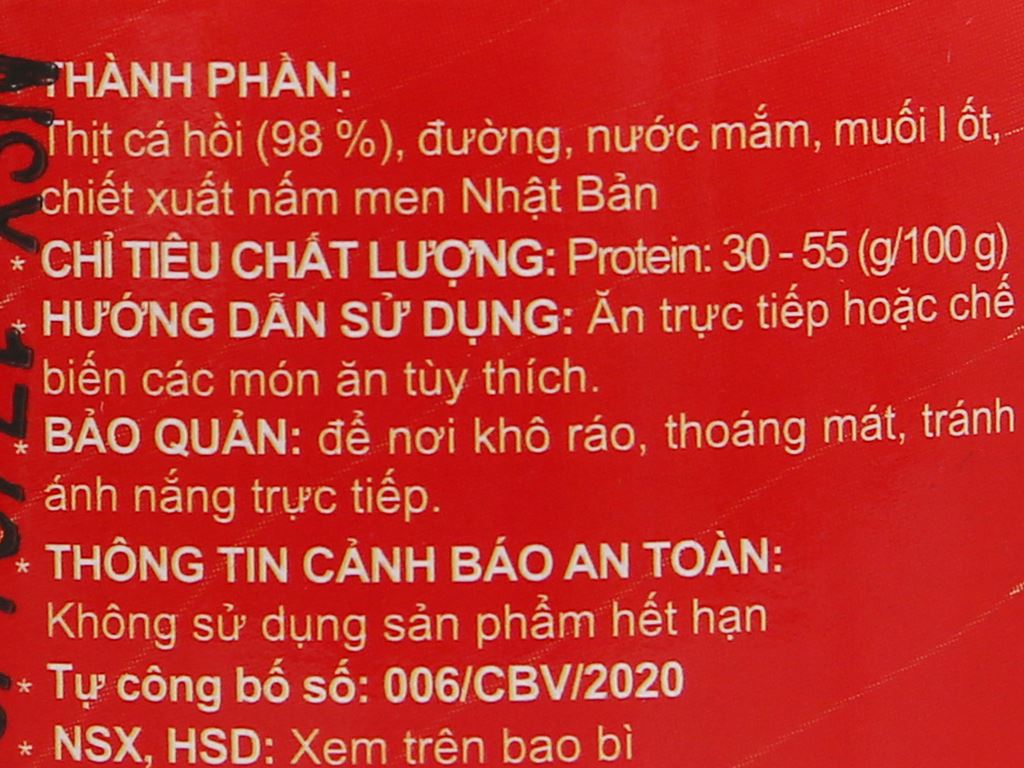 THÀNH PHẦN:
Thịt cá hồi (98 %), đường, nước mắm, muối I ốt,
chiết xuất nấm men Nhật Bản
* CHỈ TIÊU CHẤT LƯỢNG: Protein: 30 - 55 (g/100 g)
* HƯỚNG DẪN SỬ DỤNG: Ăn trực tiếp hoặc chế
biến các món ăn tùy thích.
* BẢO QUẢN: để nơi khô ráo, thoáng mát, tránh
ánh nắng trực tiếp.
* THÔNG TIN CẢNH BÁO AN TOÀN:
Không sử dụng sản phẩm hết hạn
* Tự công bố số: 006/CBV/2020
* NSX, HSD: Xem trên bao bì